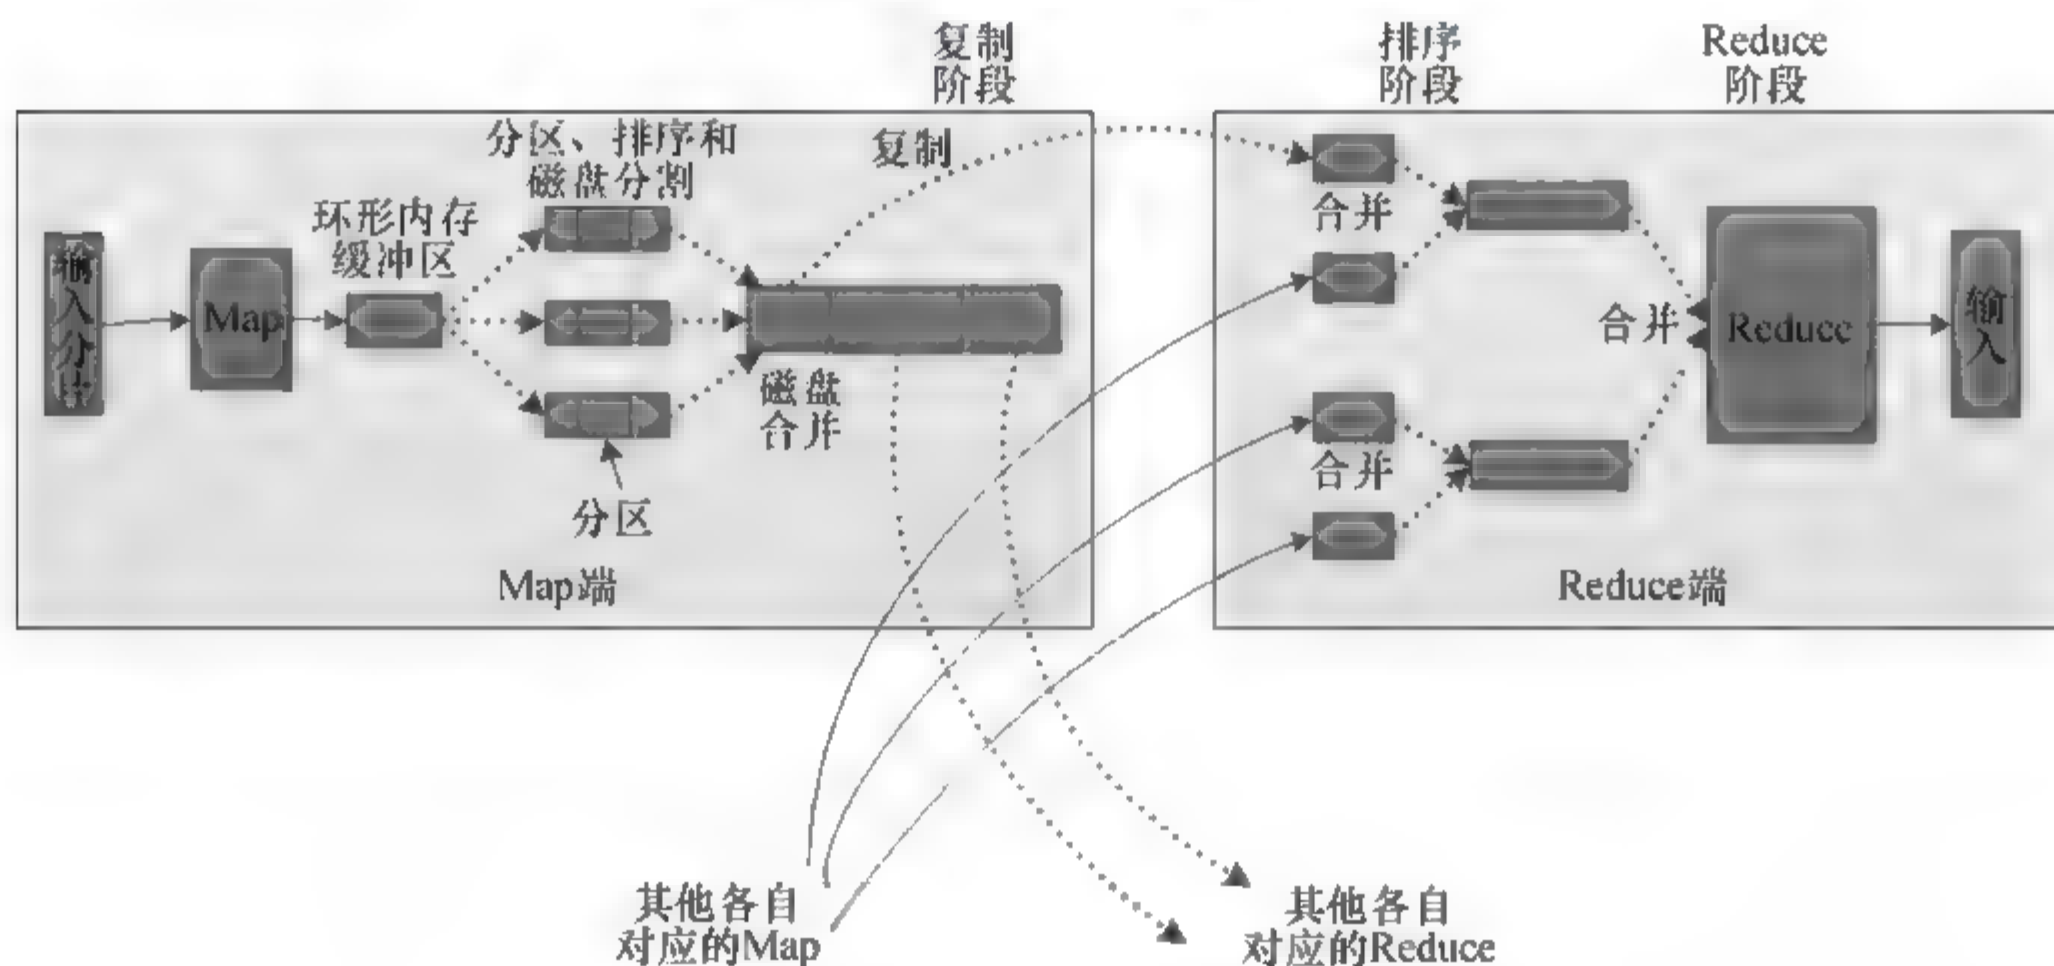 复制
阶段
排序
阶段
Reduce
阶段
分区、排序和
磁盘分割
复制
环形内存
缓冲区
输入分片
Map
磁盘
合并
分区
Map端
合并
合并
合并
Reduce
输入
Reduce端
其他各自
对应的Map
其他各自
对应的Reduce